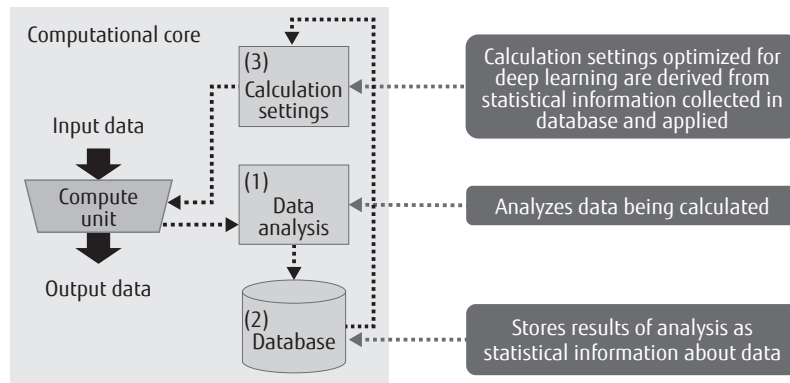 Computational core
(3)
Calculation
settings
Calculation settings optimized for
deep learning are derived from
statistical information collected in
database and applied
Input data
Compute
unit
Output data
(1)
Data
analysis
Analyzes data being calculated
(2)
Database
Stores results of analysis as
statistical information about data